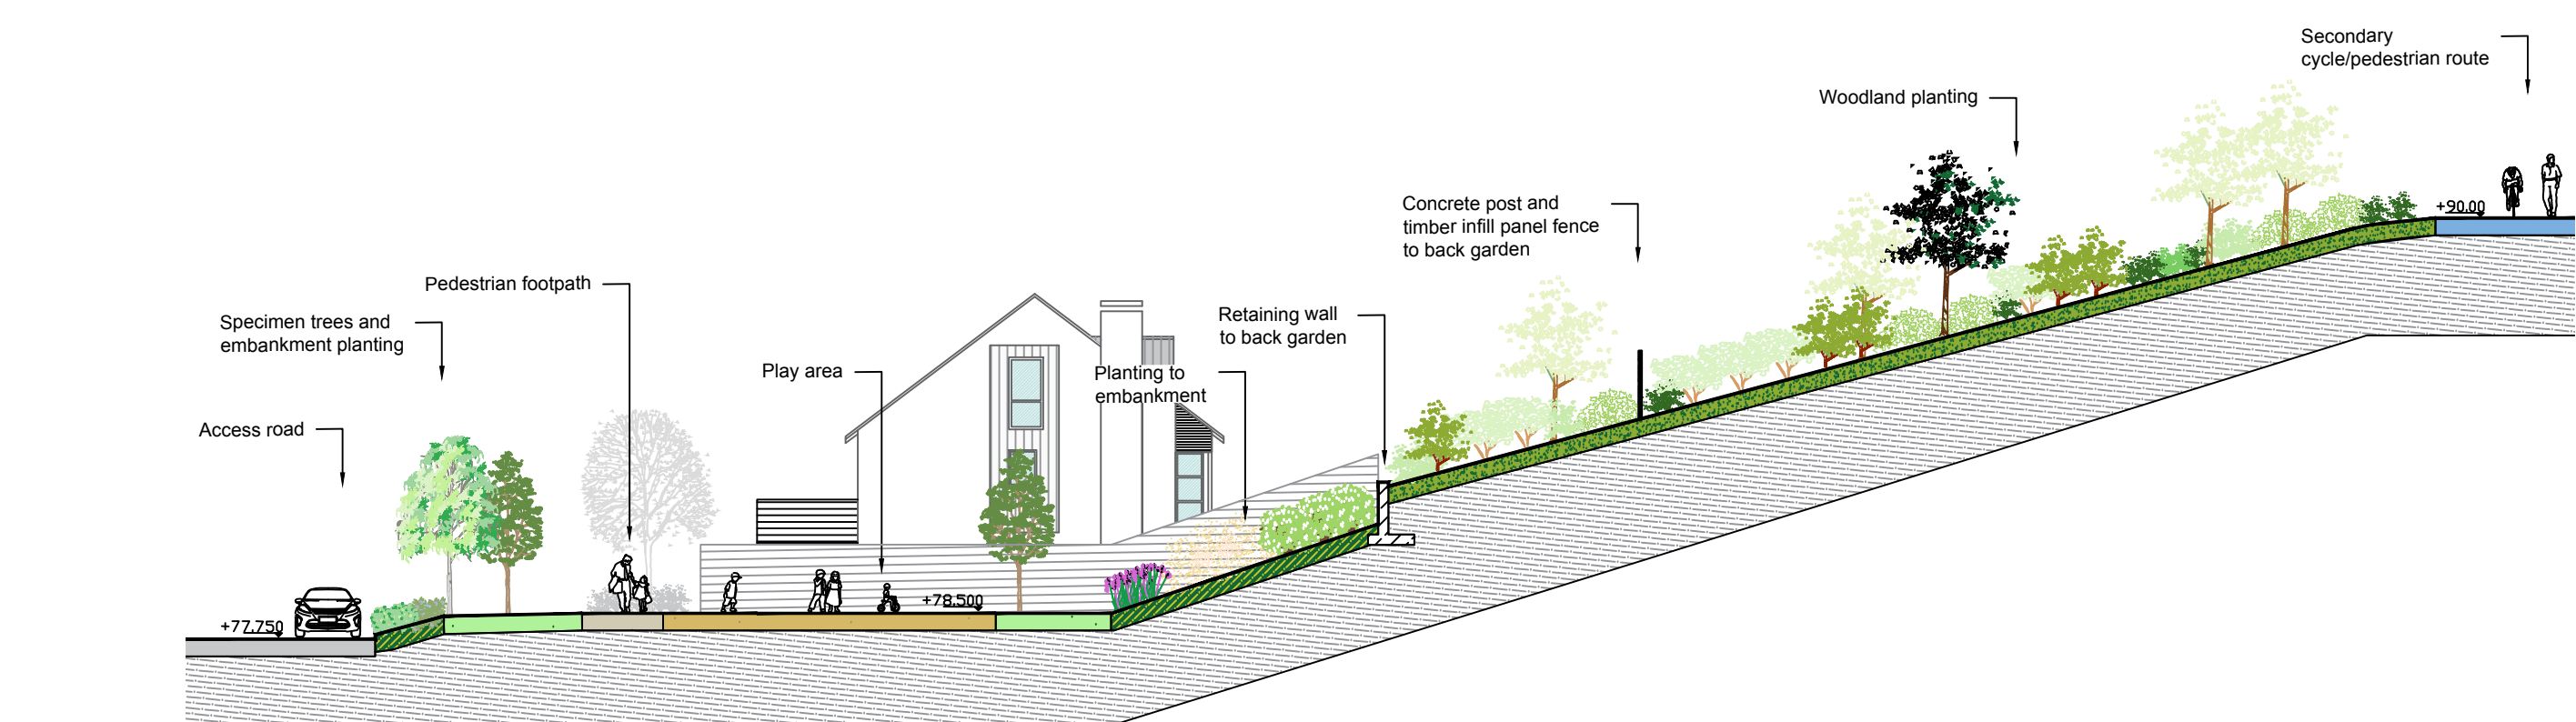 Secondary
cycle/pedestrian route
Woodland planting
+90.00
Concrete post and
timber infill panel fence
to back garden
Pedestrian footpath
Retaining wall
to back garden
Specimen trees and
embankment planting
Play area
Planting to
embankment
Access road
+78.500
+77.750